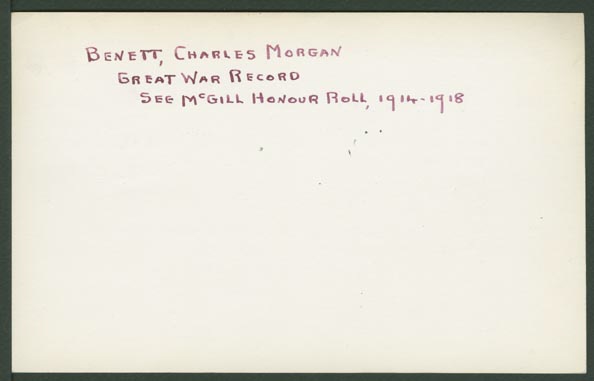 BENETT, CHARLES MORGAN
GREAT WAR RECORD
SEE McGILL HONOUR ROLL, 1914-1918